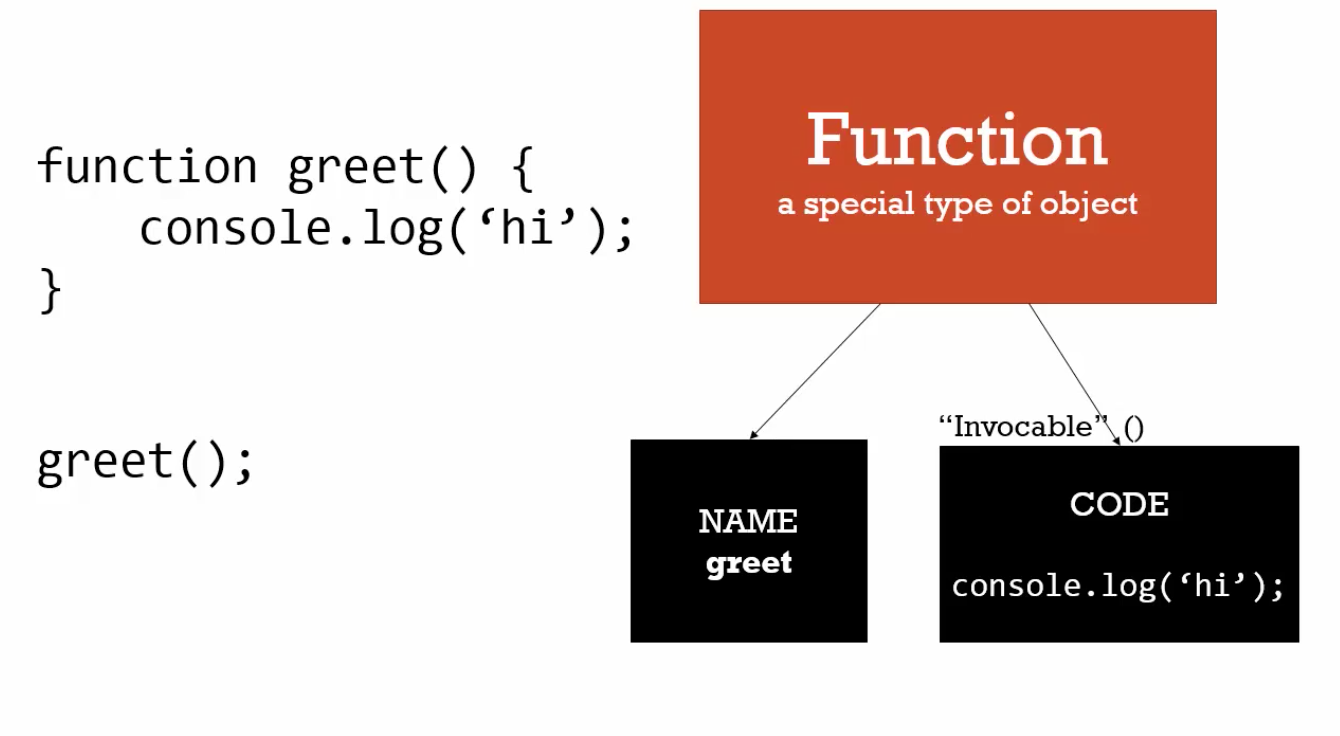 function greet() {
console.log(‘hi’);
}
greet();
Function
a special type of object
“Invocable” ()
NAME
greet
CODE
console.log(‘hi’);